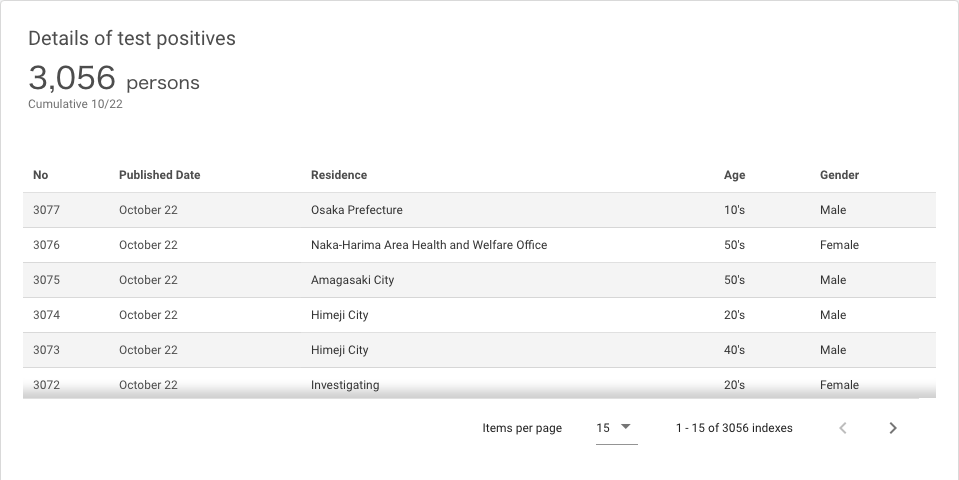 Details of test positives
3,056 persons
Cumulative 10/22
No Published Date Residence Age Gender
3077 October 22 Osaka Prefecture 10's Male
3076 October 22 Naka-Harima Area Health and Welfare Office 50's Female
3075 October 22 Amagasaki City 50's Male
3074 October 22 Himeji City 20's Male
3073 October 22 Himeji City 40's Male
3072 October 22 Investigating 20's Female
Items per page 15 1 - 15 of 3056 indexes